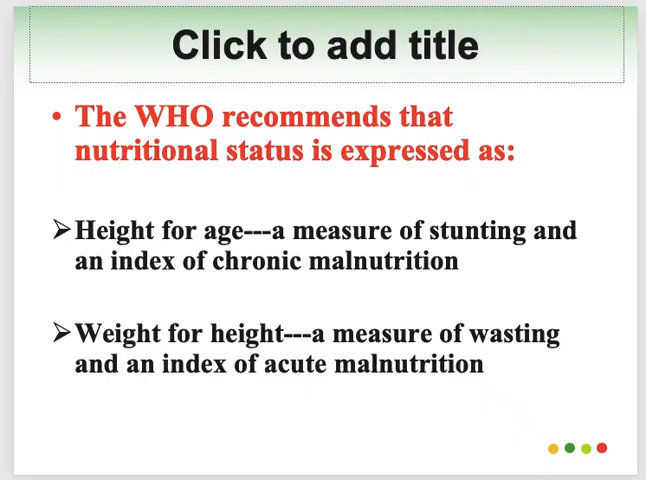 Click to add title
• The WHO recommends that
nutritional status is expressed as:
➢Height for age---a measure of stunting and
an index of chronic malnutrition
➢Weight for height---a measure of wasting
and an index of acute malnutrition